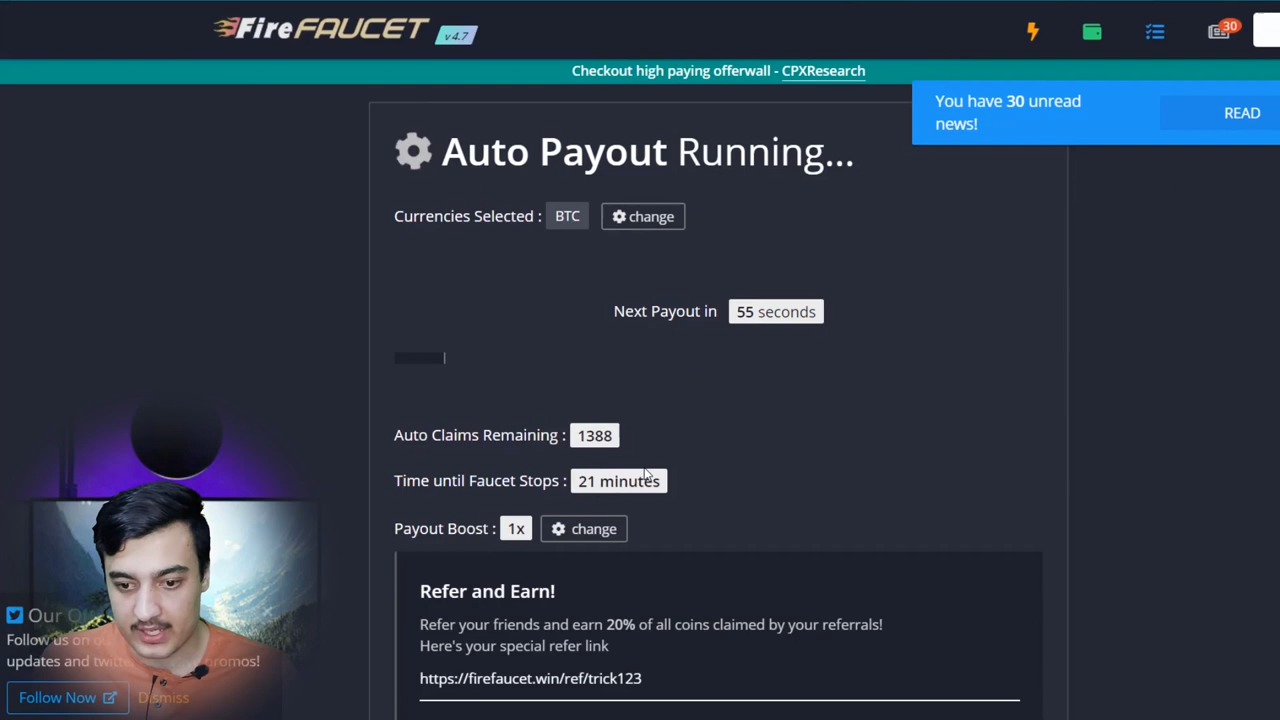 FireFAUCET v4.7
30
Checkout high paying offerwall - CPXResearch
You have 30 unread
news!
READ
Auto Payout Running...
Currencies Selected : BTC change
Next Payout in 55 seconds
Auto Claims Remaining : 1388
Time until Faucet Stops : 21 minutes
Payout Boost : 1x change
Refer and Earn!
Refer your friends and earn 20% of all coins claimed by your referrals!
Here's your special refer link
https://firefaucet.win/ref/trick123
Our
Follow us on
updates and promos!
Follow Now
Dismiss